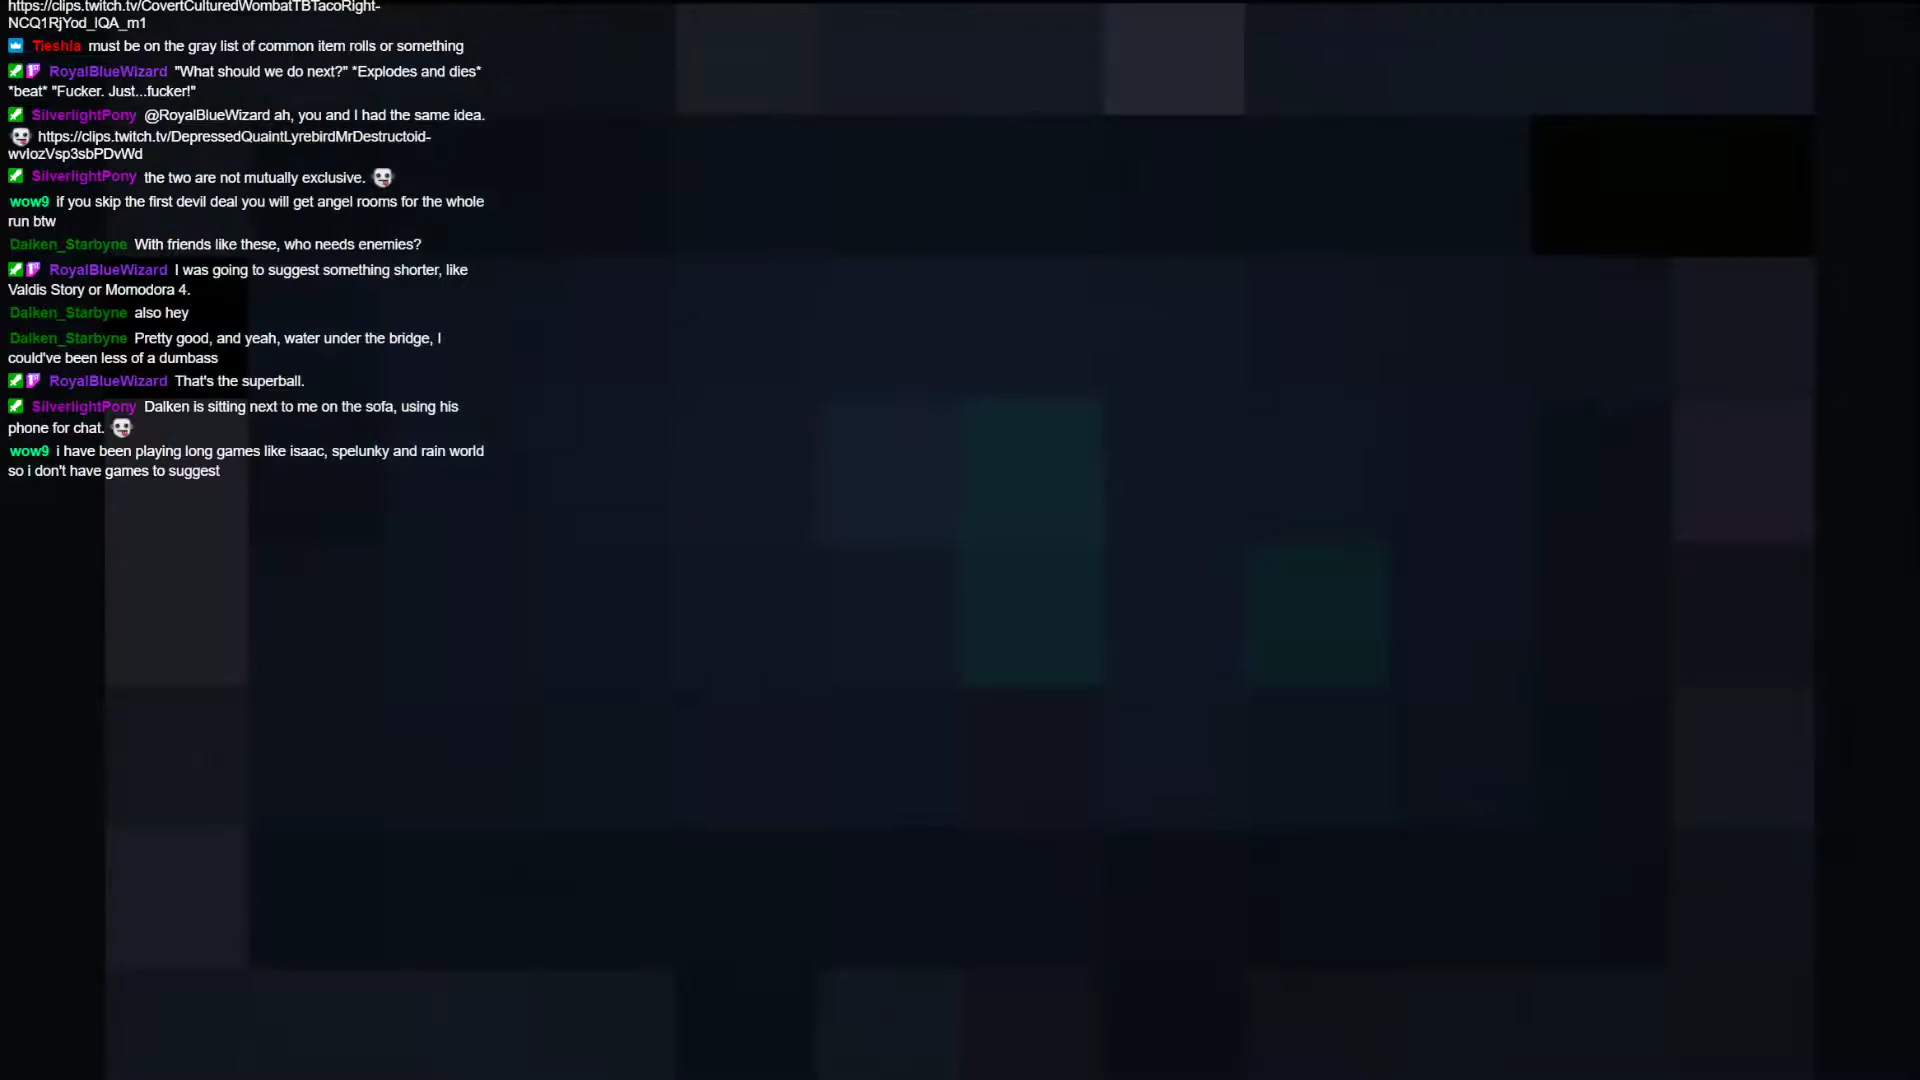 https://clips.twitch.tv/CovertCulturedWombatTBTacoRight-
NCQ1RjYod_lQA_m1
Tieshla must be on the gray list of common item rolls or something
RoyalBlueWizard "What should we do next?" *Explodes and dies*
*beat* "Fucker. Just...fucker!"
SilverlightPony @RoyalBlueWizard ah, you and I had the same idea.
https://clips.twitch.tv/DepressedQuaintLyrebirdMrDestructoid-
wvIozVsp3sbPDvWd
SilverlightPony the two are not mutually exclusive.
wow9 if you skip the first devil deal you will get angel rooms for the whole
run btw
Dalken_Starbyne With friends like these, who needs enemies?
RoyalBlueWizard I was going to suggest something shorter, like
Valdis Story or Momodora 4.
Dalken_Starbyne also hey
Dalken_Starbyne Pretty good, and yeah, water under the bridge, I
could've been less of a dumbass
RoyalBlueWizard That's the superball.
SilverlightPony Dalken is sitting next to me on the sofa, using his
phone for chat.
wow9 i have been playing long games like isaac, spelunky and rain world
so i don't have games to suggest